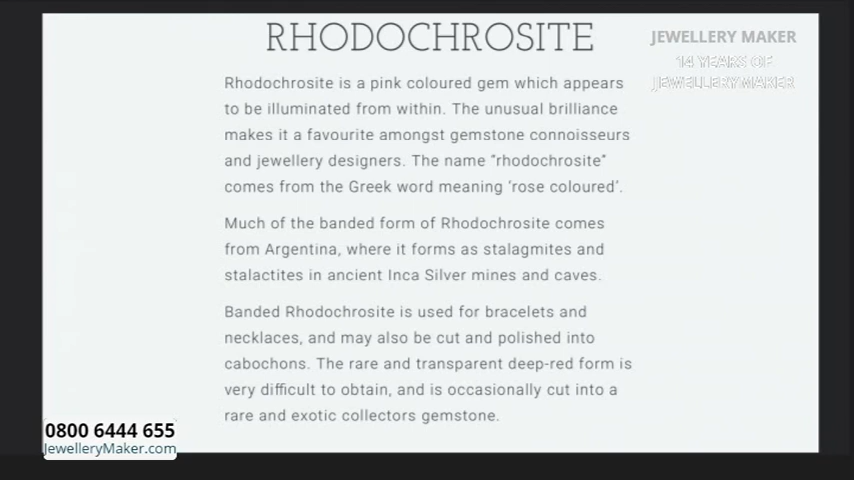 RHODOCHROSITE
JEWELLERY MAKER
14 YEARS OF
JEWELLERYMAKER
Rhodochrosite is a pink coloured gem which appears
to be illuminated from within. The unusual brilliance
makes it a favourite amongst gemstone connoisseurs
and jewellery designers. The name "rhodochrosite"
comes from the Greek word meaning 'rose coloured'.
Much of the banded form of Rhodochrosite comes
from Argentina, where it forms as stalagmites and
stalactites in ancient Inca Silver mines and caves.
Banded Rhodochrosite is used for bracelets and
necklaces, and may also be cut and polished into
cabochons. The rare and transparent deep-red form is
very difficult to obtain, and is occasionally cut into a
rare and exotic collectors gemstone.
0800 6444 655
JewelleryMaker.com